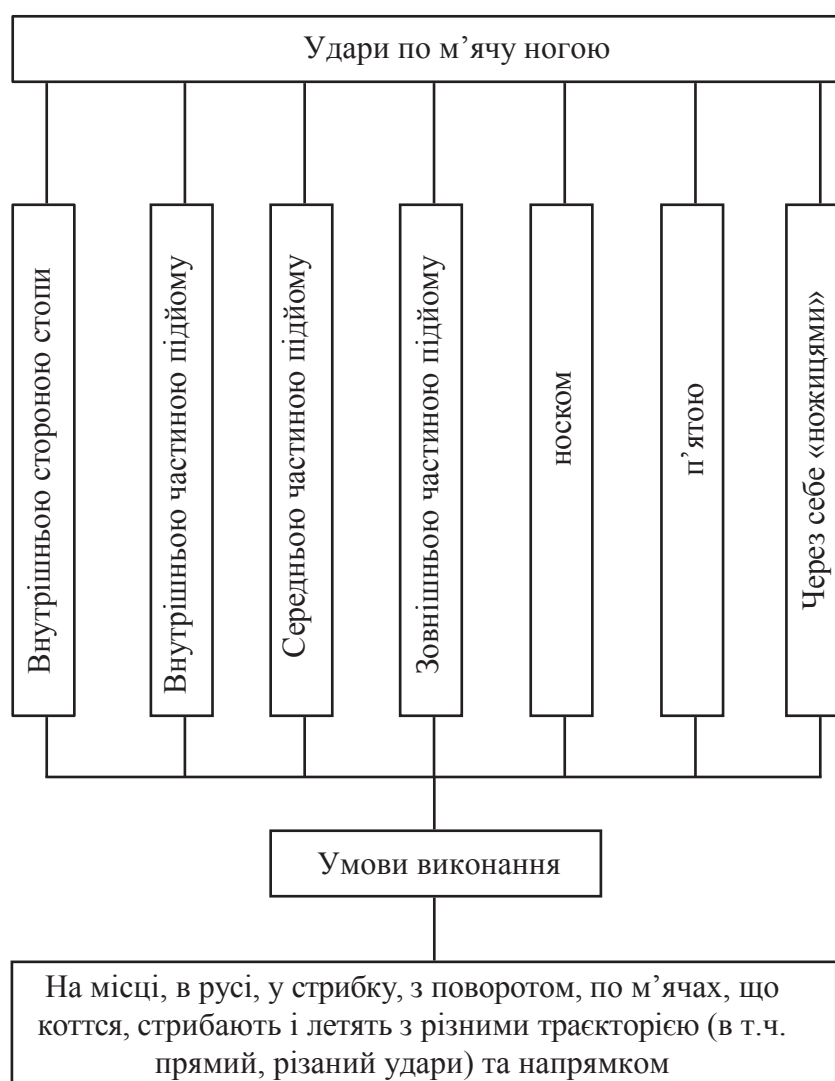 Удари по м’ячу ногою
Внутрішньою стороною стопи
Внутрішньою частиною підйому
Середньою частиною підйому
Зовнішньою частиною підйому
носком
п’ятою
Через себе «ножицями»
Умови виконання
На місці, в русі, у стрибку, з поворотом, по м’ячах, що
коття, стрибають і летять з різними траєкторією (в т.ч.
прямий, різаний удари) та напрямком